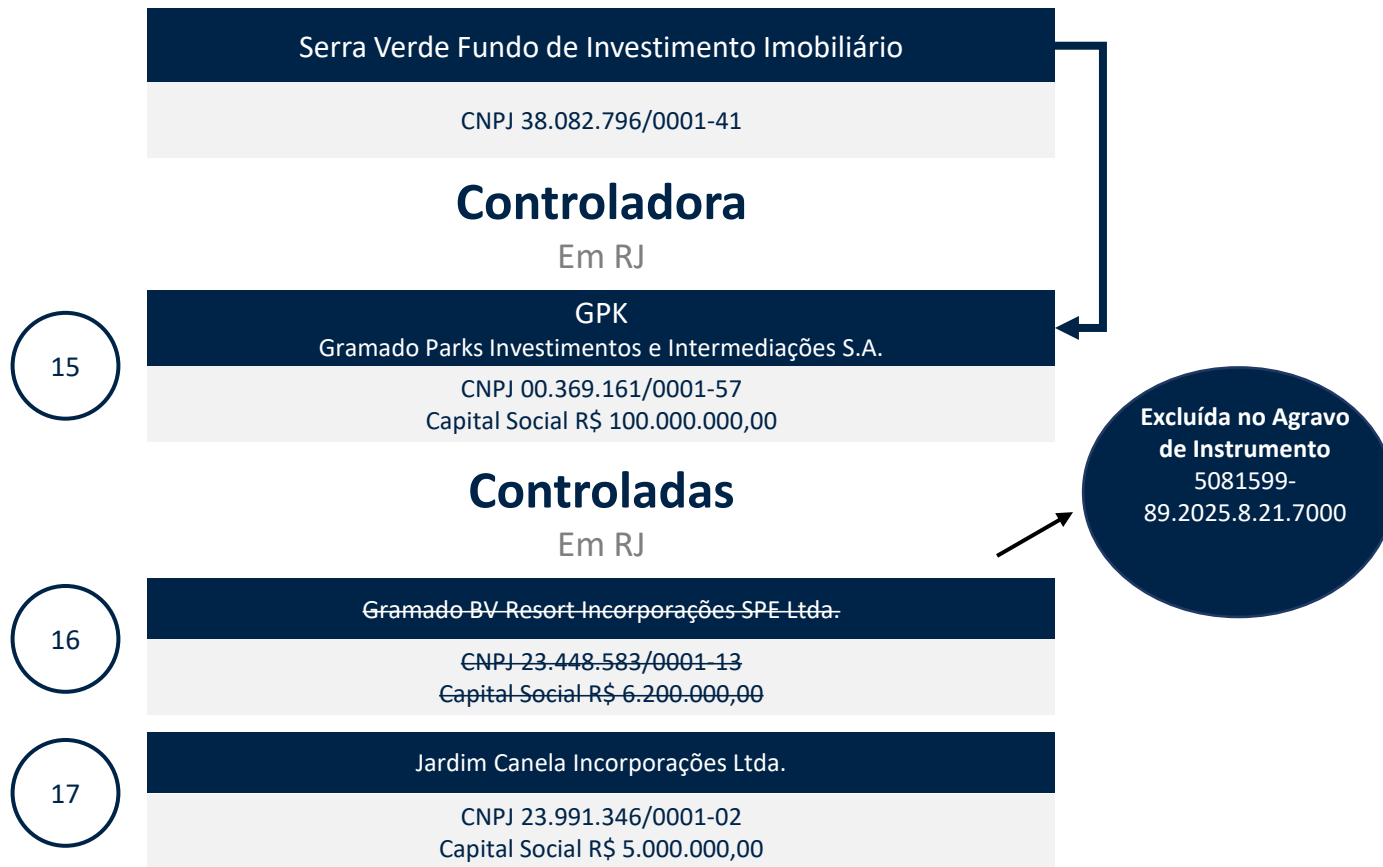 Serra Verde Fundo de Investimento Imobiliário
CNPJ 38.082.796/0001-41
Controladora
Em RJ
15
GPK
Gramado Parks Investimentos e Intermediações S.A.
CNPJ 00.369.161/0001-57
Capital Social R$ 100.000.000,00
Excluída no Agravo
de Instrumento
5081599-
89.2025.8.21.7000
Controladas
Em RJ
16
Gramado BV Resort Incorporações SPE Ltda.
CNPJ 23.448.583/0001-13
Capital Social R$ 6.200.000,00
17
Jardim Canela Incorporações Ltda.
CNPJ 23.991.346/0001-02
Capital Social R$ 5.000.000,00